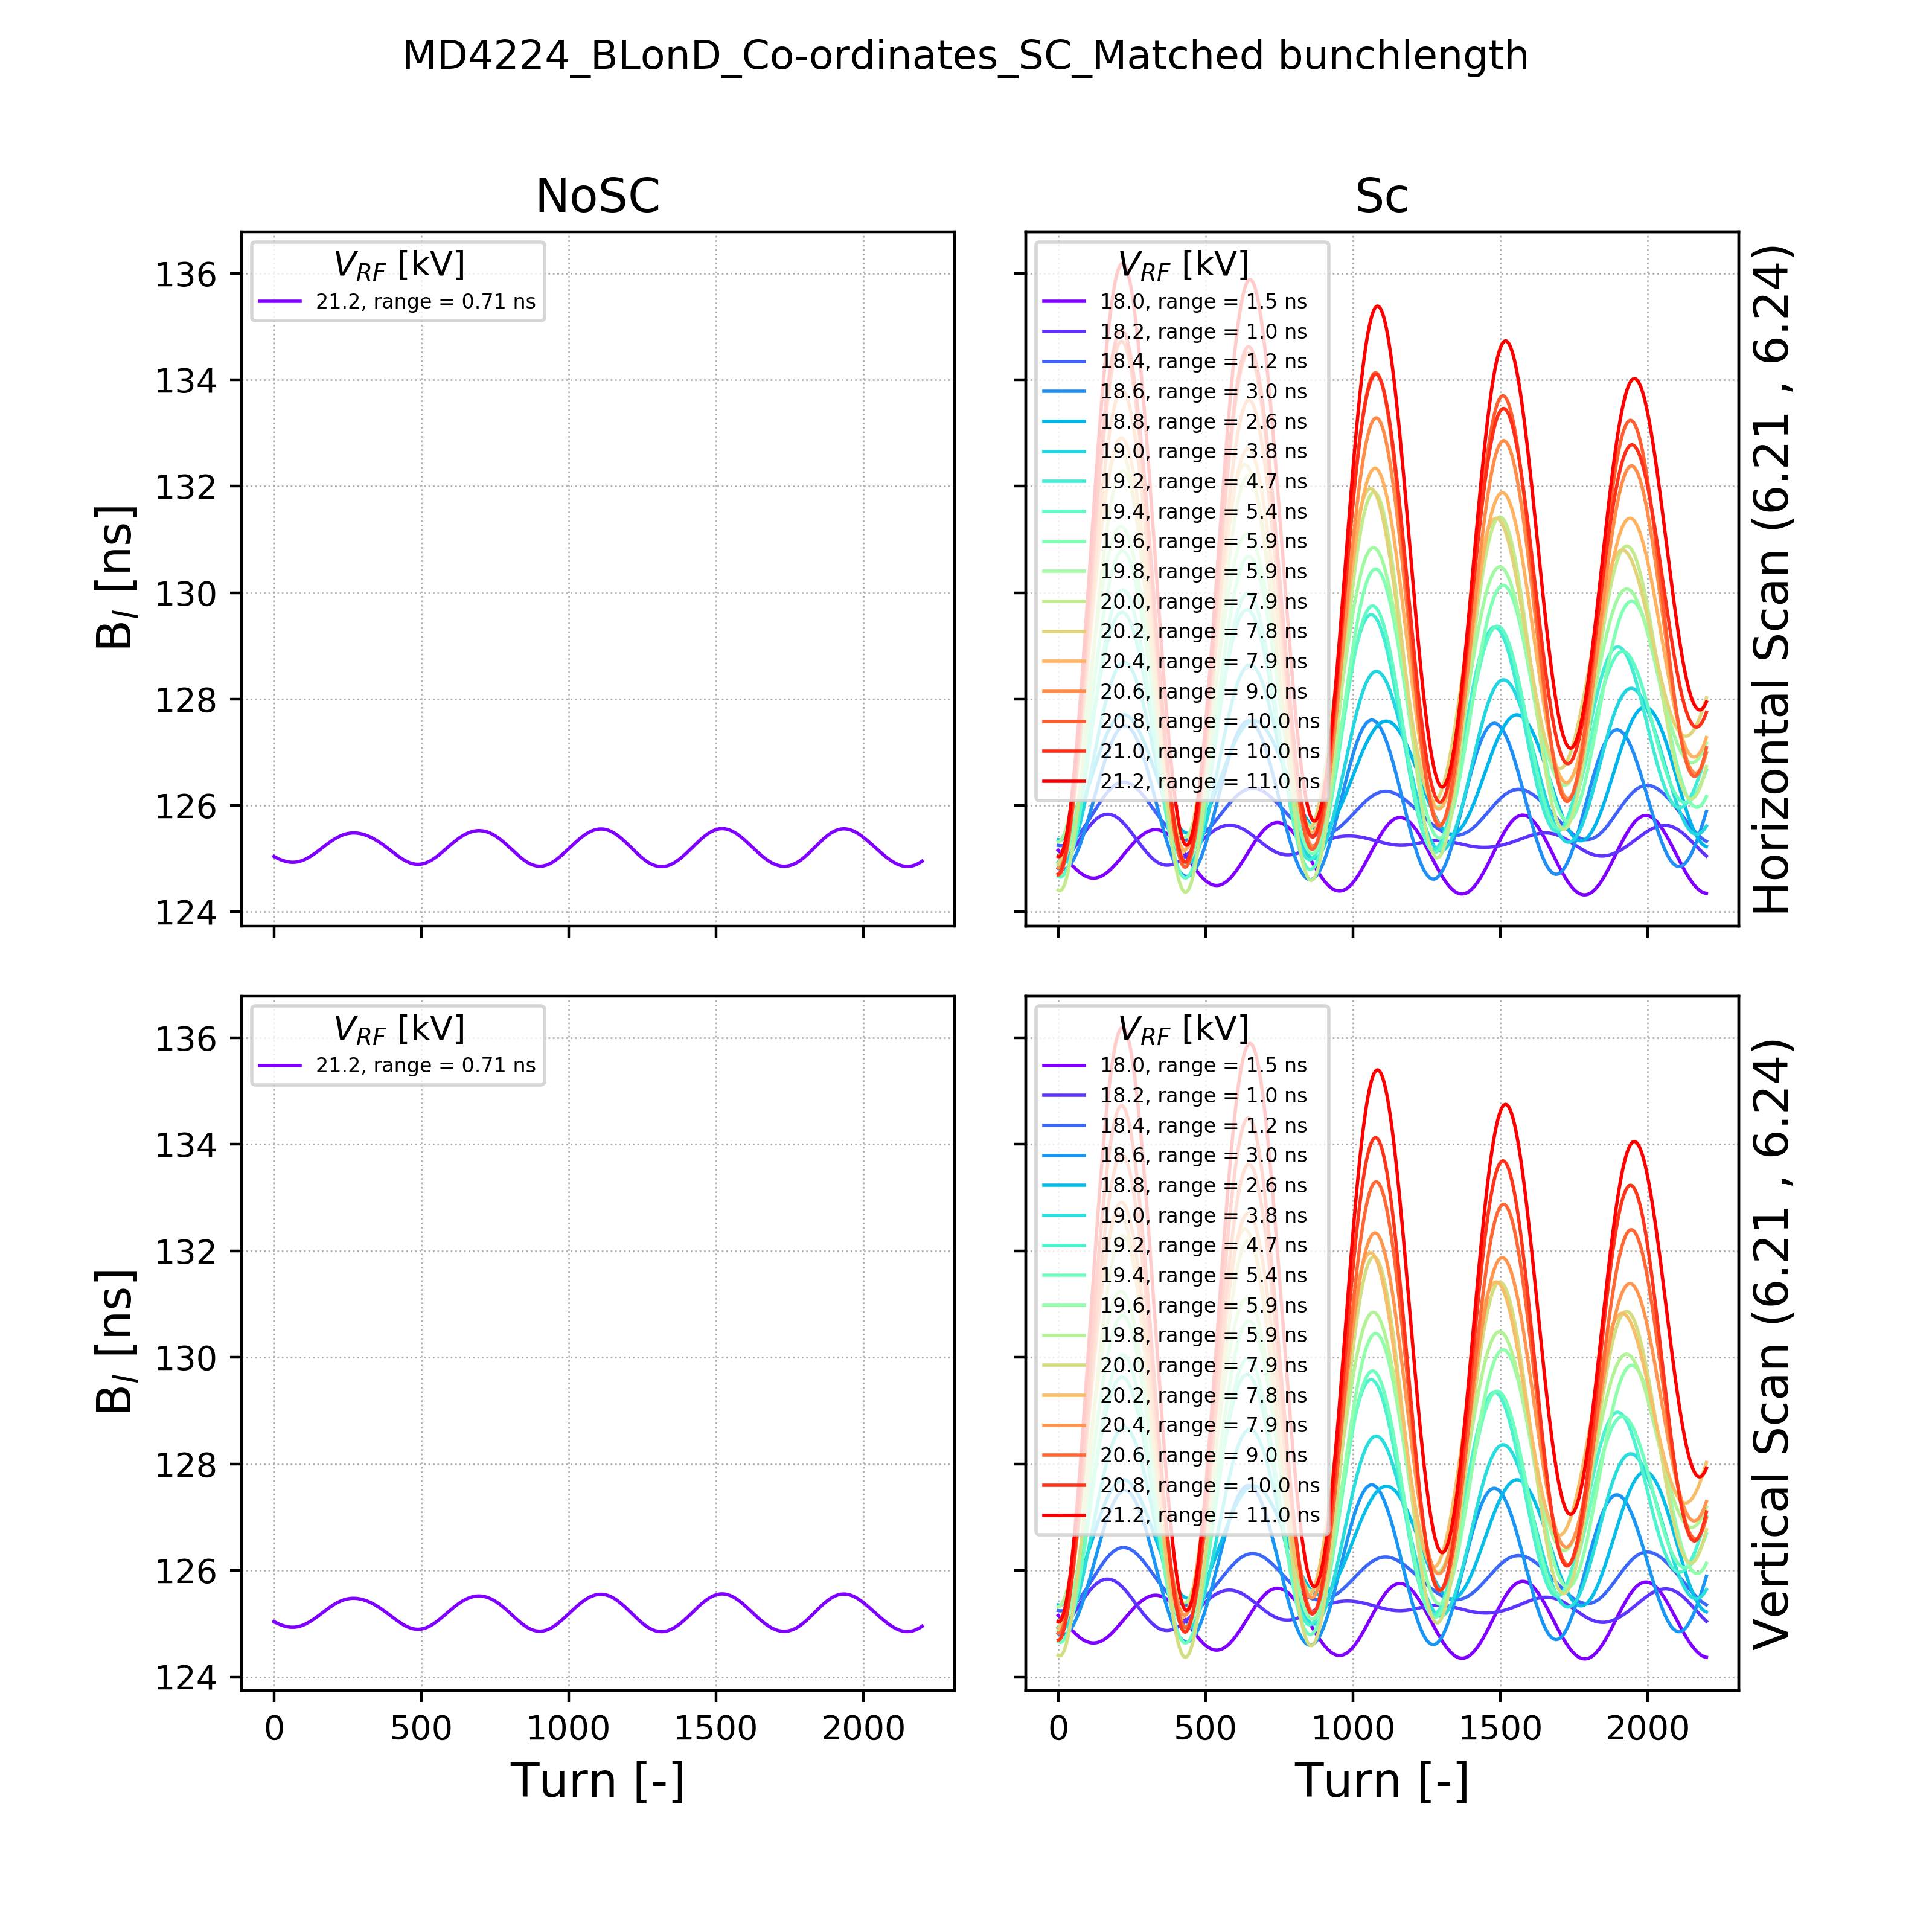 MD4224_BLonD_Co-ordinates_SC_Matched bunchlength
NoSC
Sc
B_l [ns]
136
134
132
130
128
126
124
V_RF [kV]
21.2, range = 0.71 ns
V_RF [kV]
18.0, range = 1.5 ns
18.2, range = 1.0 ns
18.4, range = 1.2 ns
18.6, range = 3.0 ns
18.8, range = 2.6 ns
19.0, range = 3.8 ns
19.2, range = 4.7 ns
19.4, range = 5.4 ns
19.6, range = 5.9 ns
19.8, range = 5.9 ns
20.0, range = 7.9 ns
20.2, range = 7.8 ns
20.4, range = 7.9 ns
20.6, range = 9.0 ns
20.8, range = 10.0 ns
21.0, range = 10.0 ns
21.2, range = 11.0 ns
Horizontal Scan (6.21 , 6.24)
B_l [ns]
136
134
132
130
128
126
124
V_RF [kV]
21.2, range = 0.71 ns
0 500 1000 1500 2000
Turn [-]
V_RF [kV]
18.0, range = 1.5 ns
18.2, range = 1.0 ns
18.4, range = 1.2 ns
18.6, range = 3.0 ns
18.8, range = 2.6 ns
19.0, range = 3.8 ns
19.2, range = 4.7 ns
19.4, range = 5.4 ns
19.6, range = 5.9 ns
19.8, range = 5.9 ns
20.0, range = 7.9 ns
20.2, range = 7.8 ns
20.4, range = 7.9 ns
20.6, range = 9.0 ns
20.8, range = 10.0 ns
21.2, range = 11.0 ns
0 500 1000 1500 2000
Turn [-]
Vertical Scan (6.21 , 6.24)